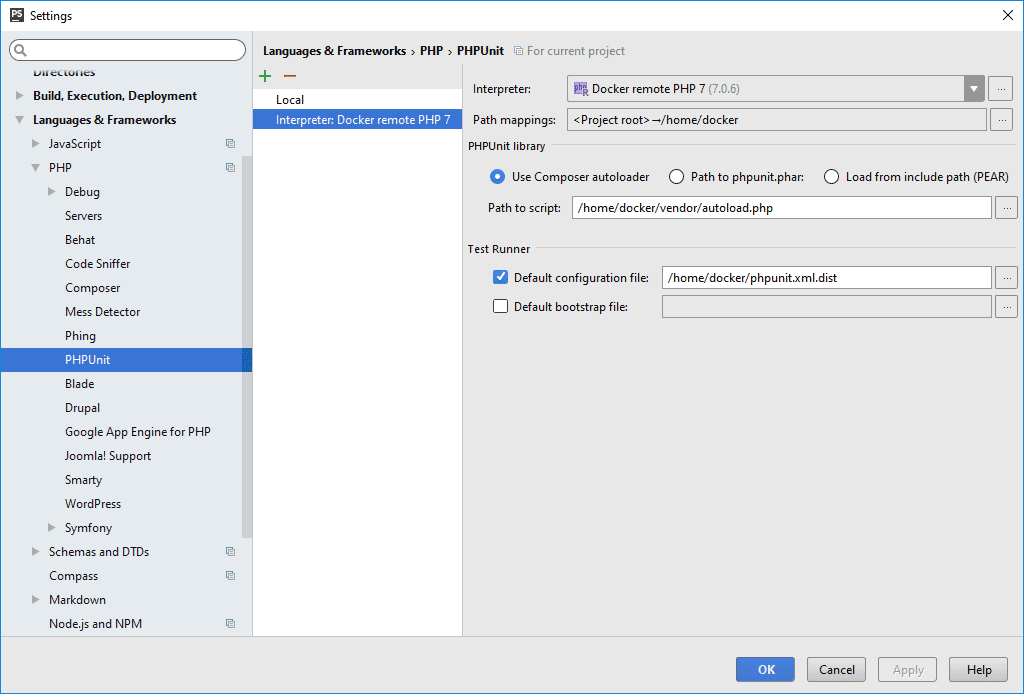 PS Settings
Directories
Build, Execution, Deployment
Languages & Frameworks
JavaScript
PHP
Debug
Servers
Behat
Code Sniffer
Composer
Mess Detector
Phing
PHPUnit
Blade
Drupal
Google App Engine for PHP
Joomla! Support
Smarty
WordPress
Symfony
Schemas and DTDs
Compass
Markdown
Node.js and NPM
Languages & Frameworks › PHP › PHPUnit For current project
Local
Interpreter: Docker remote PHP 7
Interpreter: php R Docker remote PHP 7 (7.0.6) ...
Path mappings: <Project root>→/home/docker ...
PHPUnit library
Use Composer autoloader Path to phpunit.phar: Load from include path (PEAR)
Path to script: /home/docker/vendor/autoload.php ...
Test Runner
Default configuration file: /home/docker/phpunit.xml.dist ...
Default bootstrap file: ...
OK Cancel Apply Help